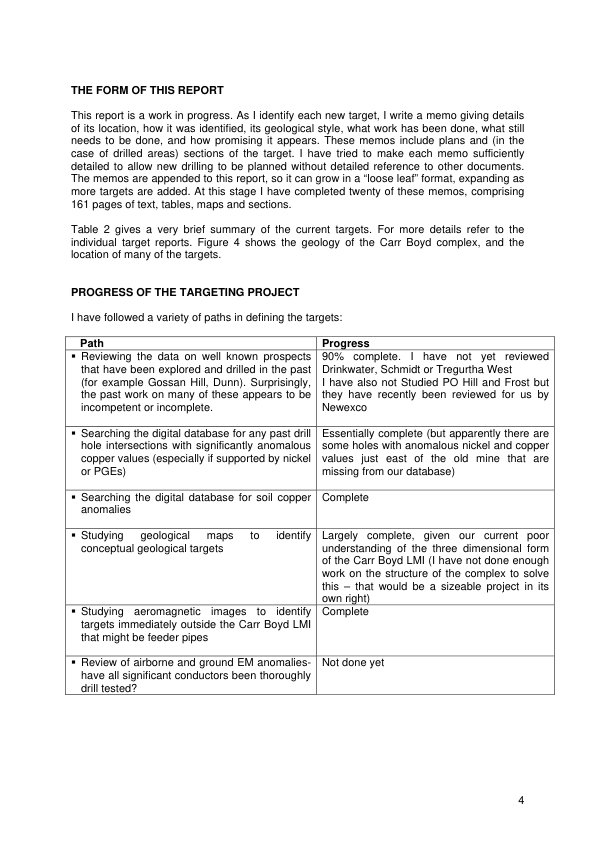 THE FORM OF THIS REPORT
This report is a work in progress. As I identify each new target, I write a memo giving details
of its location, how it was identified, its geological style, what work has been done, what still
needs to be done, and how promising it appears. These memos include plans and (in the
case of drilled areas) sections of the target. I have tried to make each memo sufficiently
detailed to allow new drilling to be planned without detailed reference to other documents.
The memos are appended to this report, so it can grow in a “loose leaf” format, expanding as
more targets are added. At this stage I have completed twenty of these memos, comprising
161 pages of text, tables, maps and sections.
Table 2 gives a very brief summary of the current targets. For more details refer to the
individual target reports. Figure 4 shows the geology of the Carr Boyd complex, and the
location of many of the targets.
PROGRESS OF THE TARGETING PROJECT
I have followed a variety of paths in defining the targets:
Path
Progress
▪ Reviewing the data on well known prospects
that have been explored and drilled in the past
(for example Gossan Hill, Dunn). Surprisingly,
the past work on many of these appears to be
incompetent or incomplete.
90% complete. I have not yet reviewed
Drinkwater, Schmidt or Tregurtha West
I have also not Studied PO Hill and Frost but
they have recently been reviewed for us by
Newexco
▪ Searching the digital database for any past drill
hole intersections with significantly anomalous
copper values (especially if supported by nickel
or PGEs)
Essentially complete (but apparently there are
some holes with anomalous nickel and copper
values just east of the old mine that are
missing from our database)
▪ Searching the digital database for soil copper
anomalies
Complete
▪ Studying geological maps to identify
conceptual geological targets
Largely complete, given our current poor
understanding of the three dimensional form
of the Carr Boyd LMI (I have not done enough
work on the structure of the complex to solve
this – that would be a sizeable project in its
own right)
▪ Studying aeromagnetic images to identify
targets immediately outside the Carr Boyd LMI
that might be feeder pipes
Complete
▪ Review of airborne and ground EM anomalies-
have all significant conductors been thoroughly
drill tested?
Not done yet
4